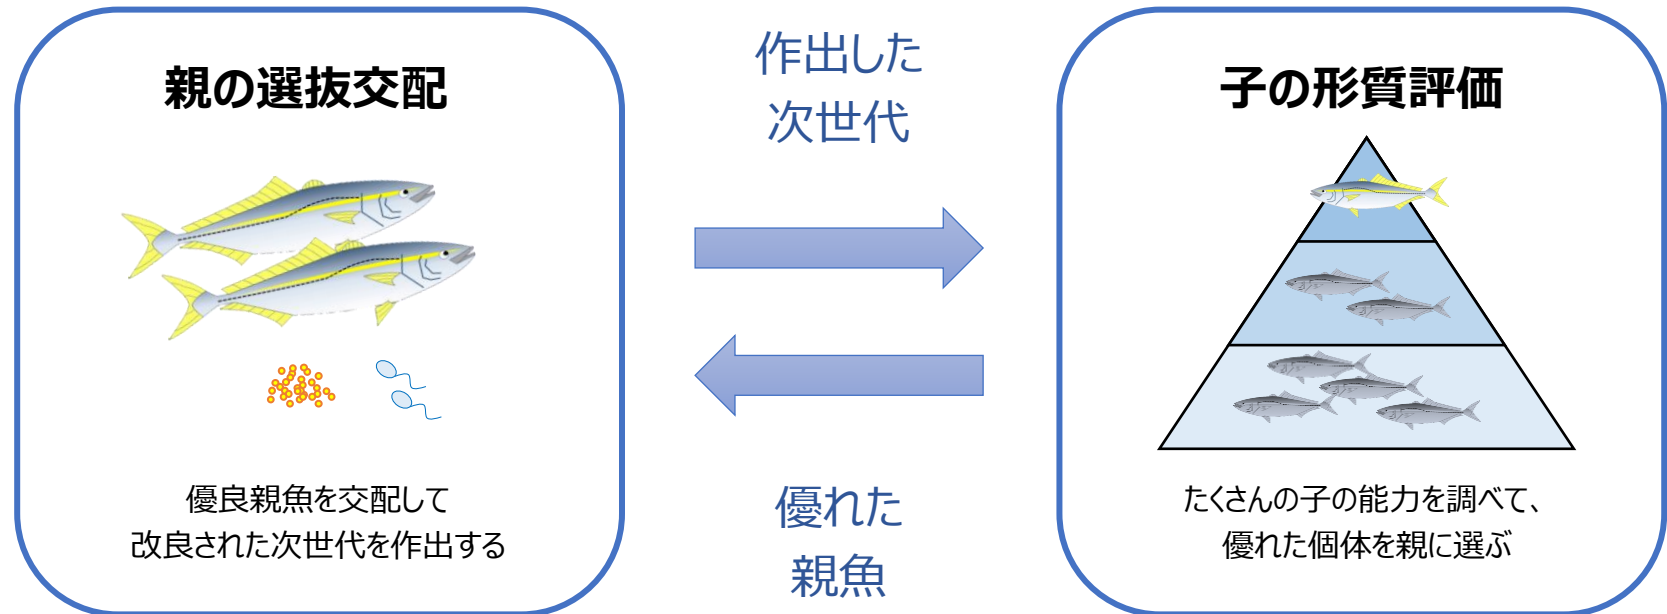 親の選抜交配
優良親魚を交配して
改良された次世代を作出する
作出した
次世代
優れた
親魚
子の形質評価
たくさんの子の能力を調べて、
優れた個体を親に選ぶ